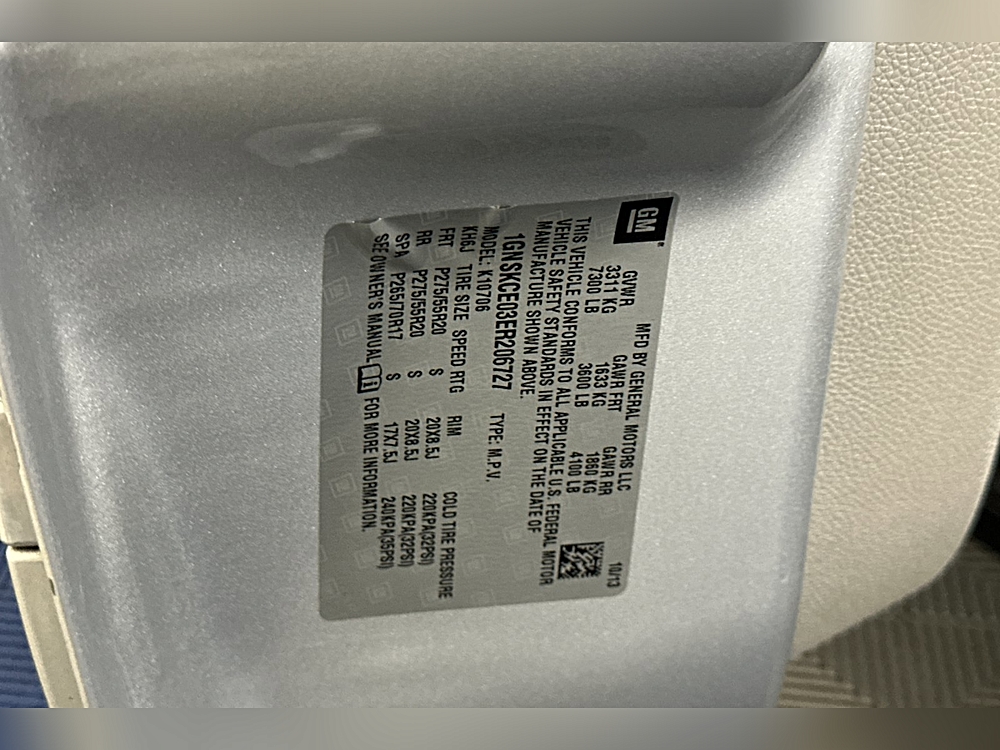 GM
MFD BY GENERAL MOTORS LLC 10/13
GVWR GAWR FRT GAWR RR
3311 KG 1633 KG 1860 KG
7300 LB 3600 LB 4100 LB
THIS VEHICLE CONFORMS TO ALL APPLICABLE U.S. FEDERAL MOTOR
VEHICLE SAFETY STANDARDS IN EFFECT ON THE DATE OF
MANUFACTURE SHOWN ABOVE.
1GNSKCE03ER206727 TYPE: M.P.V.
MODEL: K10706
KH6J TIRE SIZE SPEED RTG RIM COLD TIRE PRESSURE
FRT P275/55R20 S 20X8.5J 220KPA(32PSI)
RR P275/55R20 S 20X8.5J 220KPA(32PSI)
SPA P265/70R17 S 17X7.5J 240KPA(35PSI)
SEE OWNER'S MANUAL FOR MORE INFORMATION.